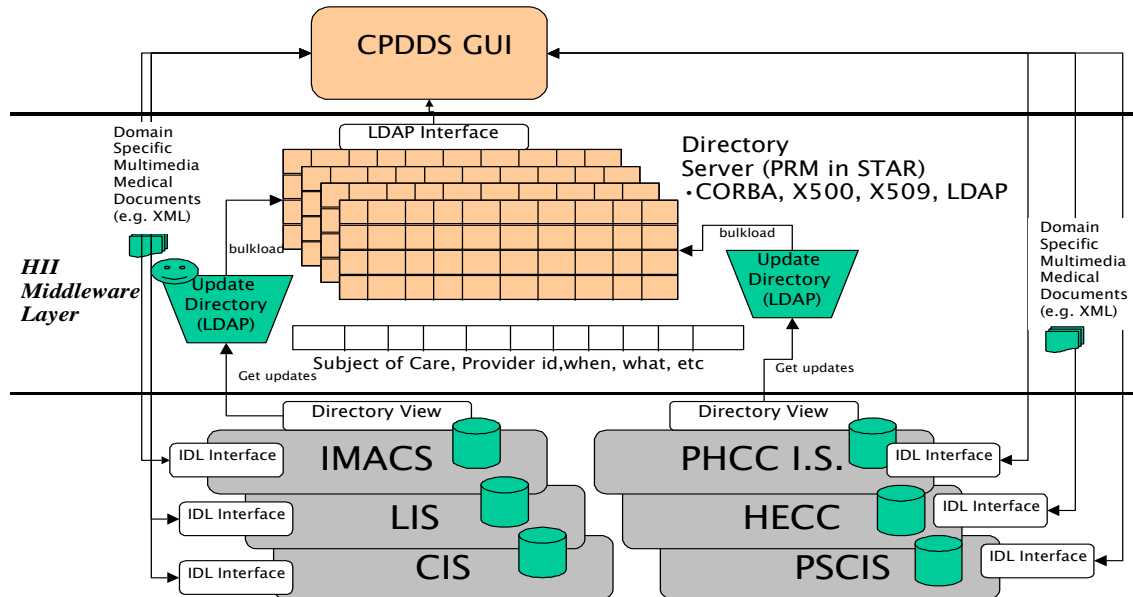 CPDDS GUI
LDAP Interface
Domain
Specific
Multimedia
Medical
Documents
(e.g. XML)
Directory
Server (PRM in STAR)
•CORBA, X500, X509, LDAP
bulkload
bulkload
Domain
Specific
Multimedia
Medical
Documents
(e.g. XML)
HII
Middleware
Layer
Update
Directory
(LDAP)
Update
Directory
(LDAP)
Subject of Care, Provider id,when, what, etc
Get updates
Get updates
Directory View
Directory View
IDL Interface
IMACS
PHCC I.S.
IDL Interface
IDL Interface
LIS
HECC
IDL Interface
IDL Interface
CIS
PSCIS
IDL Interface